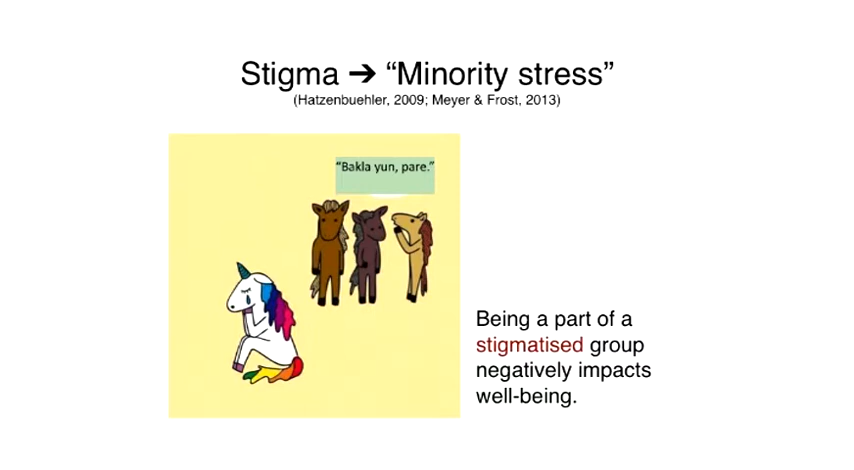 Stigma ➔ “Minority stress”
(Hatzenbuehler, 2009; Meyer & Frost, 2013)
“Bakla yun, pare.”
Being a part of a
stigmatised group
negatively impacts
well-being.